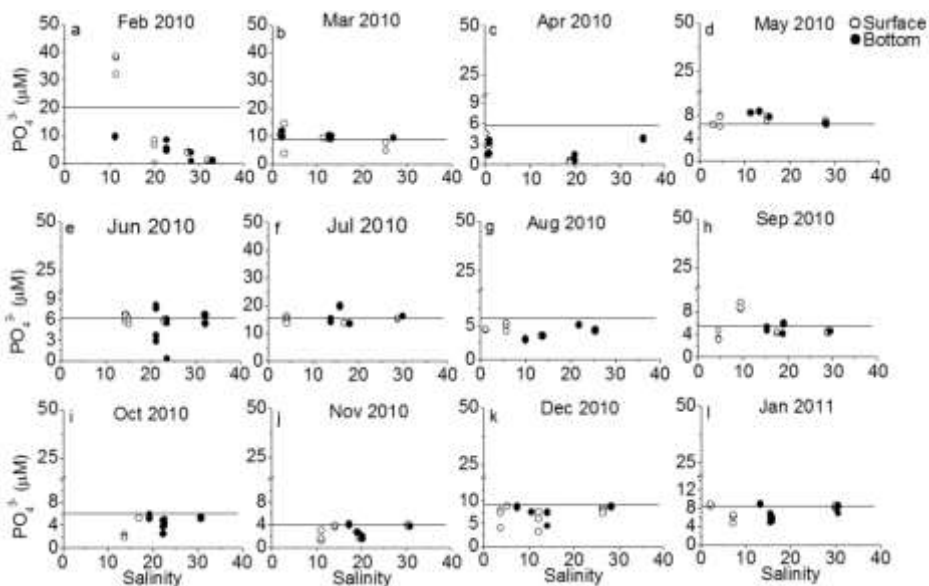 a Feb 2010
PO₄³⁻ (µM)
50
40
30
20
10
0
0 10 20 30 40
b Mar 2010
50
40
30
20
10
0
0 10 20 30 40
c Apr 2010
50
25
9
6
3
0
0 10 20 30 40
d May 2010
Surface
Bottom
50
25
8
4
0
0 10 20 30 40
e Jun 2010
PO₄³⁻ (µM)
50
25
9
6
3
0
0 10 20 30 40
f Jul 2010
50
40
30
20
10
0
0 10 20 30 40
g Aug 2010
50
25
5
0
0 10 20 30 40
h Sep 2010
50
25
8
4
0
0 10 20 30 40
i Oct 2010
PO₄³⁻ (µM)
50
25
8
4
0
0 10 20 30 40
Salinity
j Nov 2010
50
25
8
4
0
0 10 20 30 40
Salinity
k Dec 2010
50
25
10
5
0
0 10 20 30 40
Salinity
l Jan 2011
50
25
12
8
4
0
0 10 20 30 40
Salinity